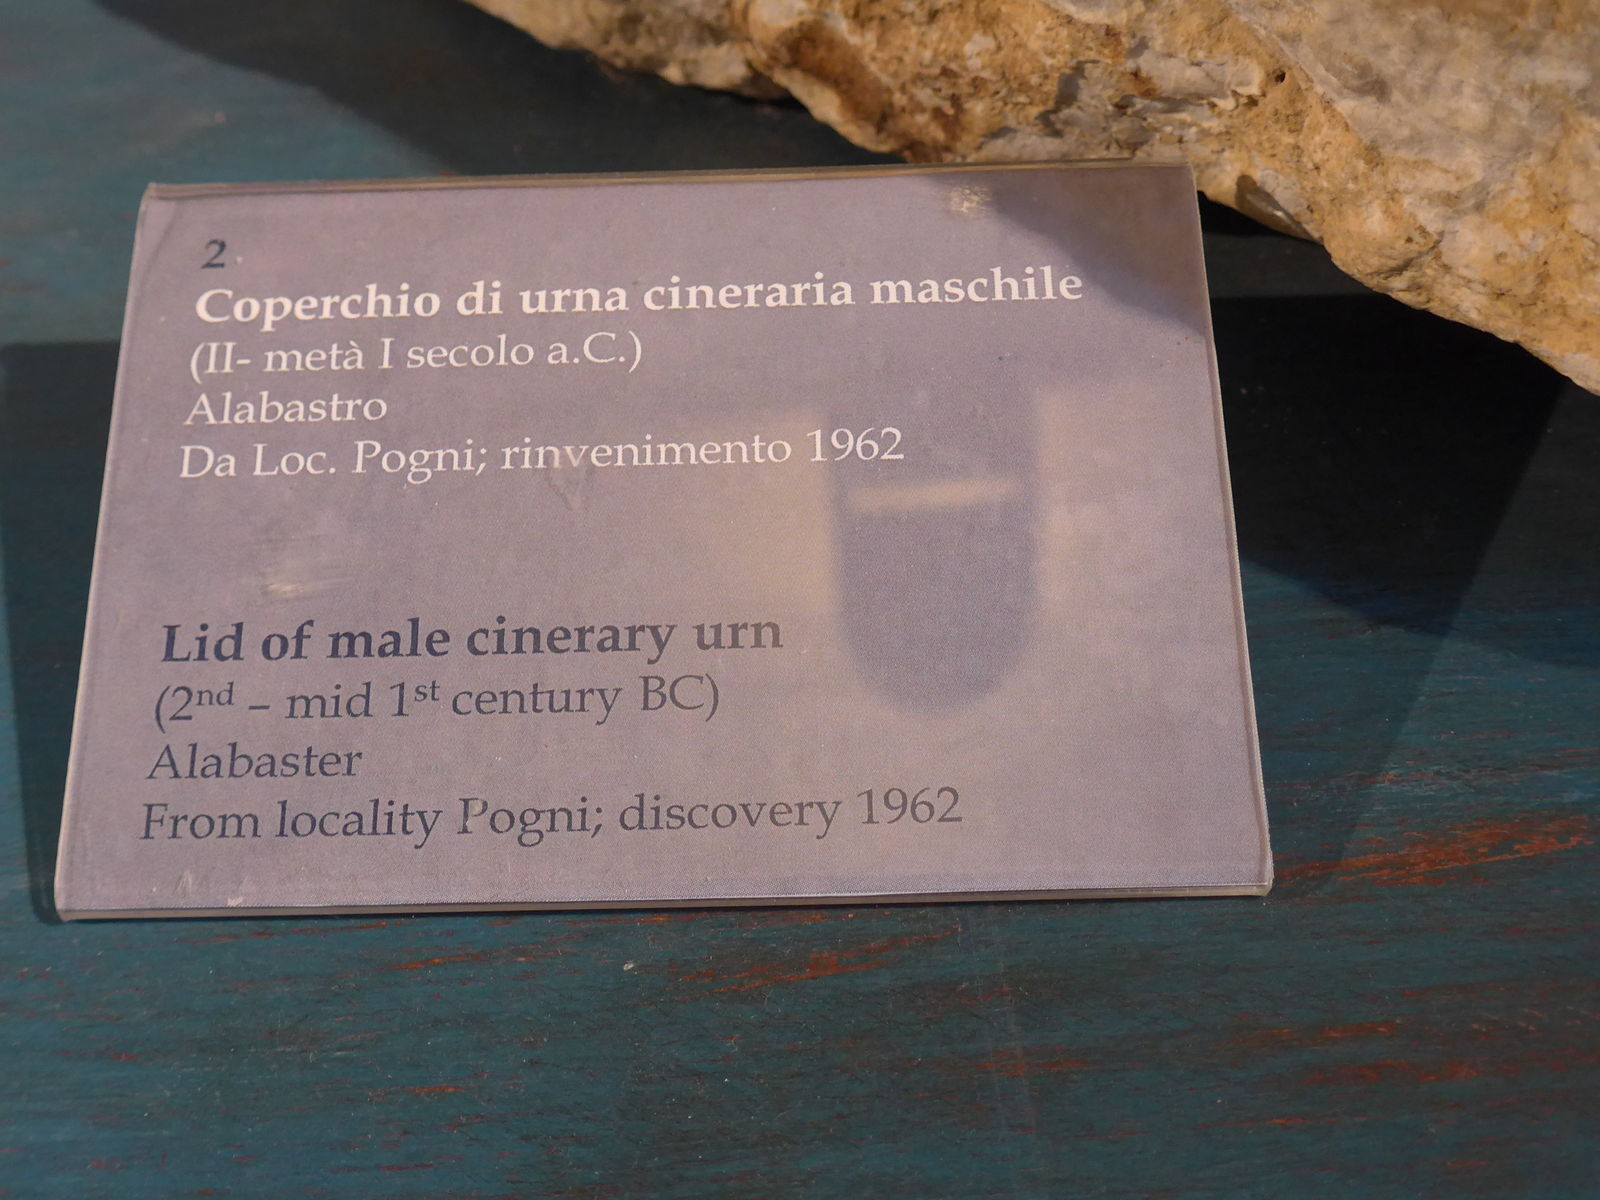 2
Coperchio di urna cineraria maschile
(II- metà I secolo a.C.)
Alabastro
Da Loc. Pogni; rinvenimento 1962
Lid of male cinerary urn
(2nd – mid 1st century BC)
Alabaster
From locality Pogni; discovery 1962